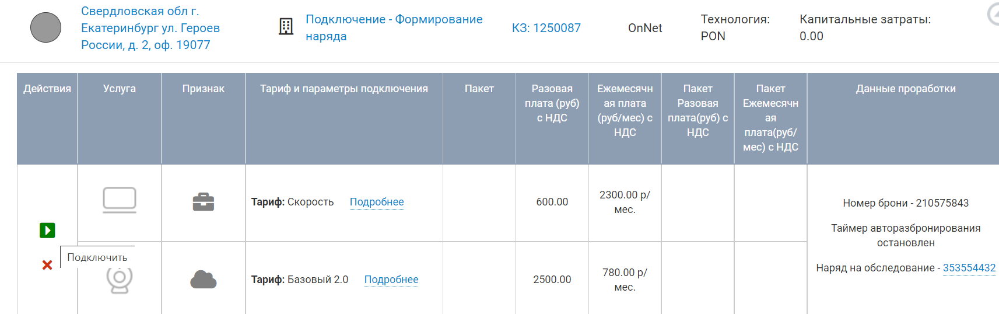 Свердловская обл г.
Екатеринбург ул. Героев
России, д. 2, оф. 19077
Подключение - Формирование
наряда
КЗ: 1250087
OnNet
Технология:
PON
Капитальные затраты:
0.00
Действия
Услуга
Признак
Тариф и параметры подключения
Пакет
Разовая
плата (руб)
с НДС
Ежемесячн
ая плата
(руб/мес) с
НДС
Пакет
Разовая
плата(руб) с
НДС
Пакет
Ежемесячн
ая
плата(руб/
мес) с НДС
Данные проработки
Тариф: Скорость Подробнее
600.00
2300.00 р/
мес.
Номер брони - 210575843
Таймер авторазбронирования
остановлен
Наряд на обследование - 353554432
Подключить
Тариф: Базовый 2.0 Подробнее
2500.00
780.00 р/
мес.